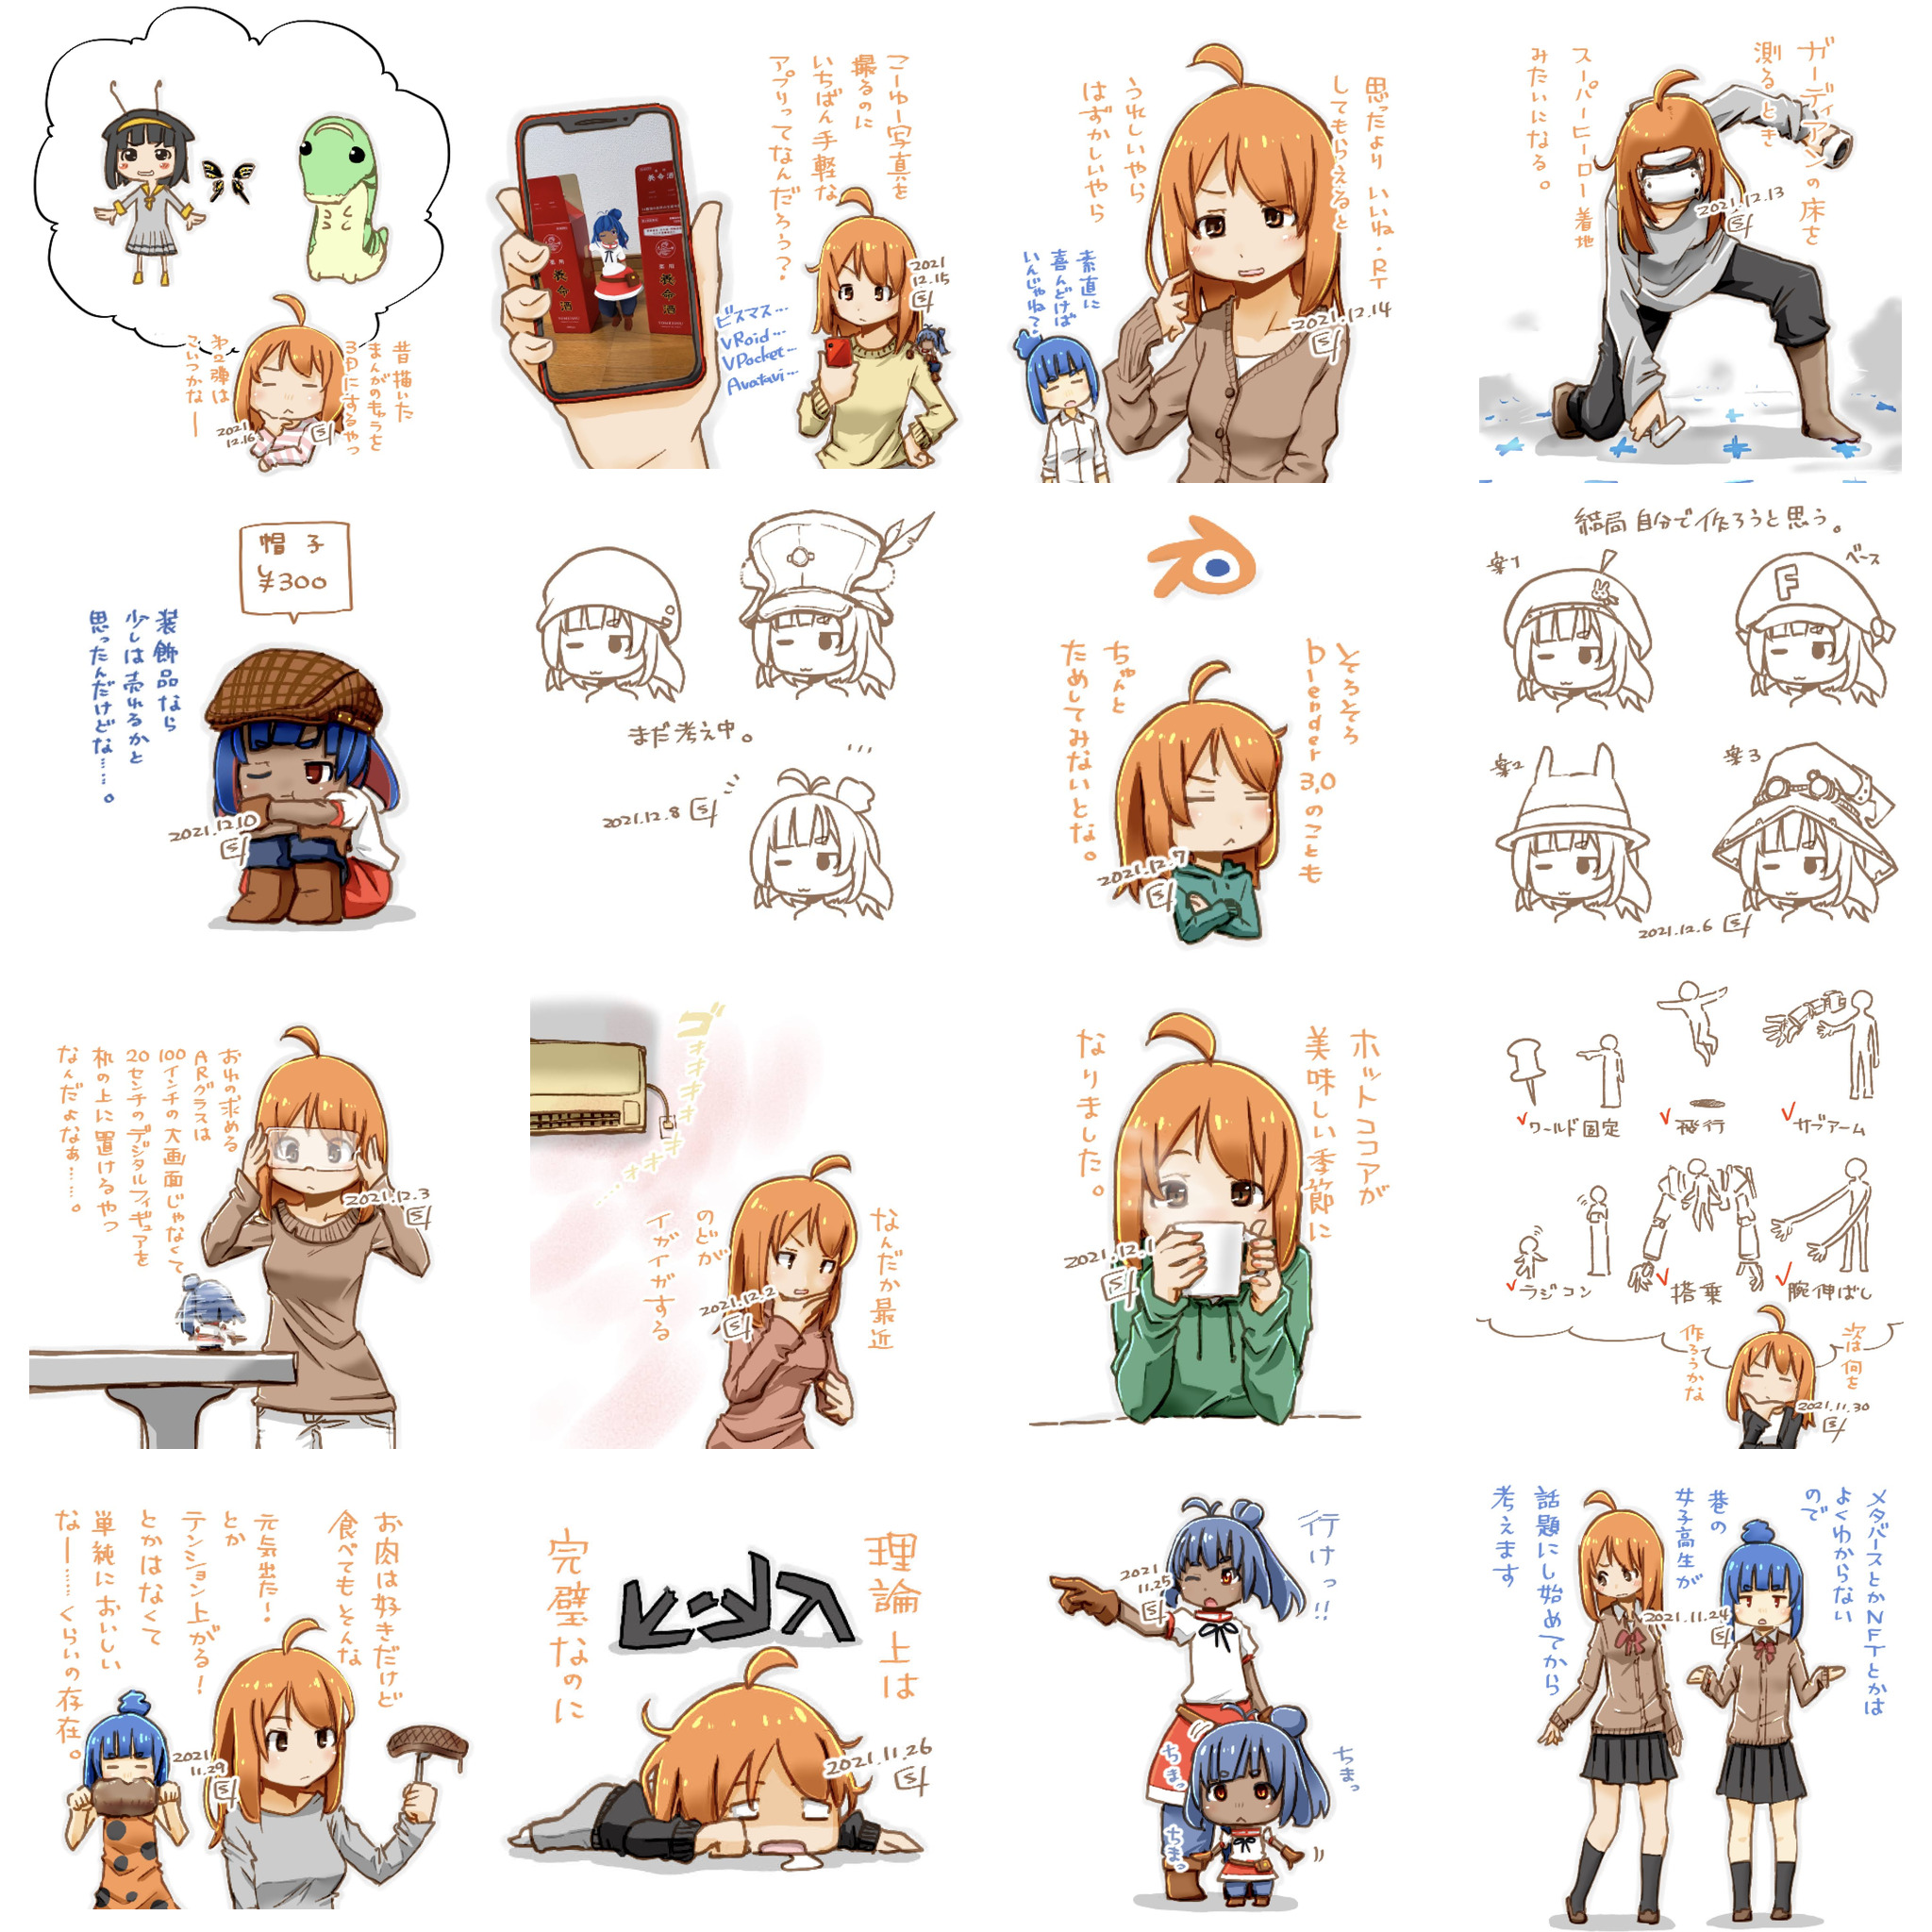 昔描いた
まんがのキャラを
3Dにするやつ
第2弾は
こいつかなー
2021
12.16
こーゆー写真を
撮るのに
いちばん手軽な
アプリってなんだろう?
養命酒
養命酒
養命酒
2021
12.15
ビスマス…
VRoid…
VPocket…
Avatavi…
思ったより いいね・RT
してもらえると
うれしいやら
はずかしいやら
素直に
喜んどけば
いんじゃね?
2021.12.14
ガーディアンの床を
測るとき
スーパーヒーロー着地
みたいになる。
2021.12.13
帽子
¥300
装飾品なら
少しは売れるかと
思ったんだけどな……。
2021.12.10
まだ考え中。
2021.12.8
そろそろ
blender 3.0のことも
ちゃんと
ためしてみないとな。
2021.12.7
結局 自分で作ろうと思う。
案1
ベース
F
案2
案3
2021.12.6
おれの求める
ARグラスは
100インチの大画面じゃなくて
20センチのデジタルフィギュアを
机の上に置けるやつ
なんだよなぁ……。
2021.12.3
ゴォォォォォォォォ……
なんだか最近
のどが
イガイガする
2021.12.2
ホットココアが
美味しい季節に
なりました。
2021.12.1
ワールド固定
飛行
サブアーム
ラジコン
搭乗
腕伸ばし
次は何を
作ろうかな
2021.11.30
お肉は好きだけど
食べてもそんな
元気出た!
とか
テンション上がる!
とかはなくて
単純においしい
なー……くらいの存在。
2021.
11.29
理論上は
完璧なのに
2021.11.26
行けっ!!
2021
11.25
ちまっ
ちまっ
ちまっ
メタバースとかNFTとかは
よくわからない
ので
巷の
女子高生が
話題にし始めてから
考えます
2021.11.24